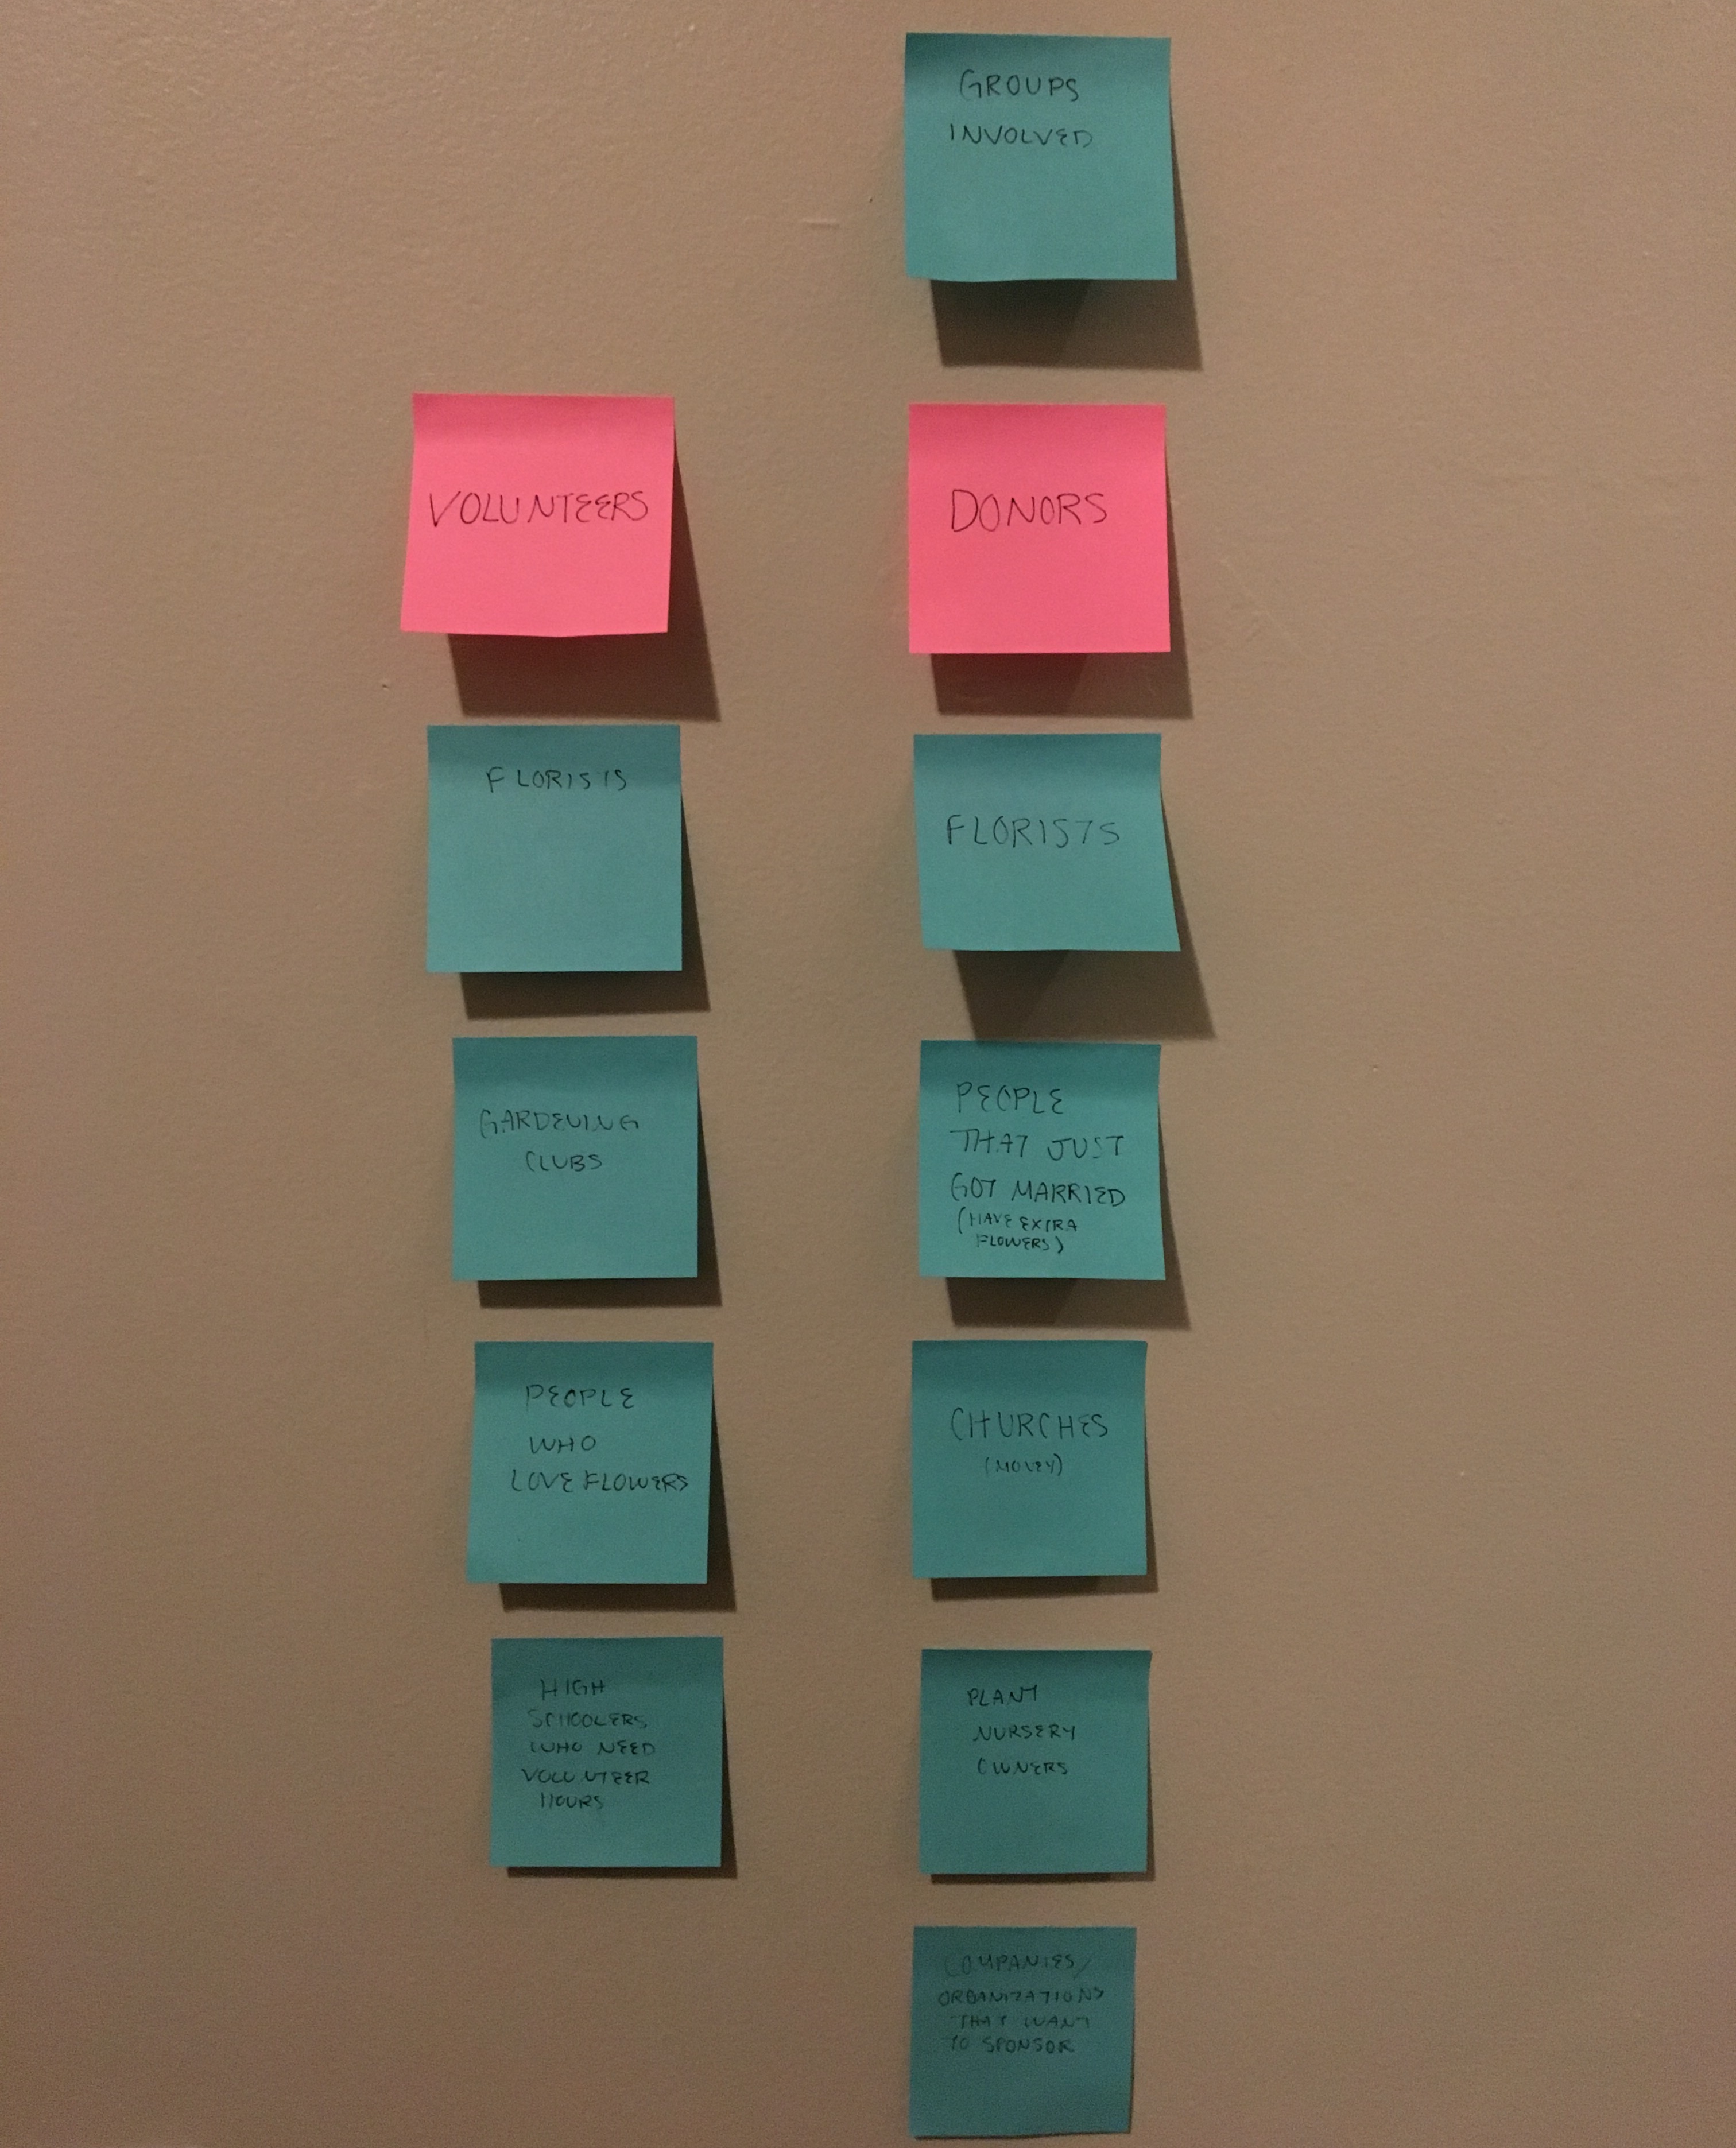 GROUPS
INVOLVED
VOLUNTEERS
FLORISTS
GARDENING
CLUBS
PEOPLE
WHO
LOVE FLOWERS
HIGH
SCHOOLERS
WHO NEED
VOLUNTEER
HOURS
DONORS
FLORISTS
PEOPLE
THAT JUST
GOT MARRIED
(HAVE EXTRA
FLOWERS)
CHURCHES
(MONEY)
PLANT
NURSERY
OWNERS
COMPANIES/
ORGANIZATIONS
THAT WANT
TO SPONSOR